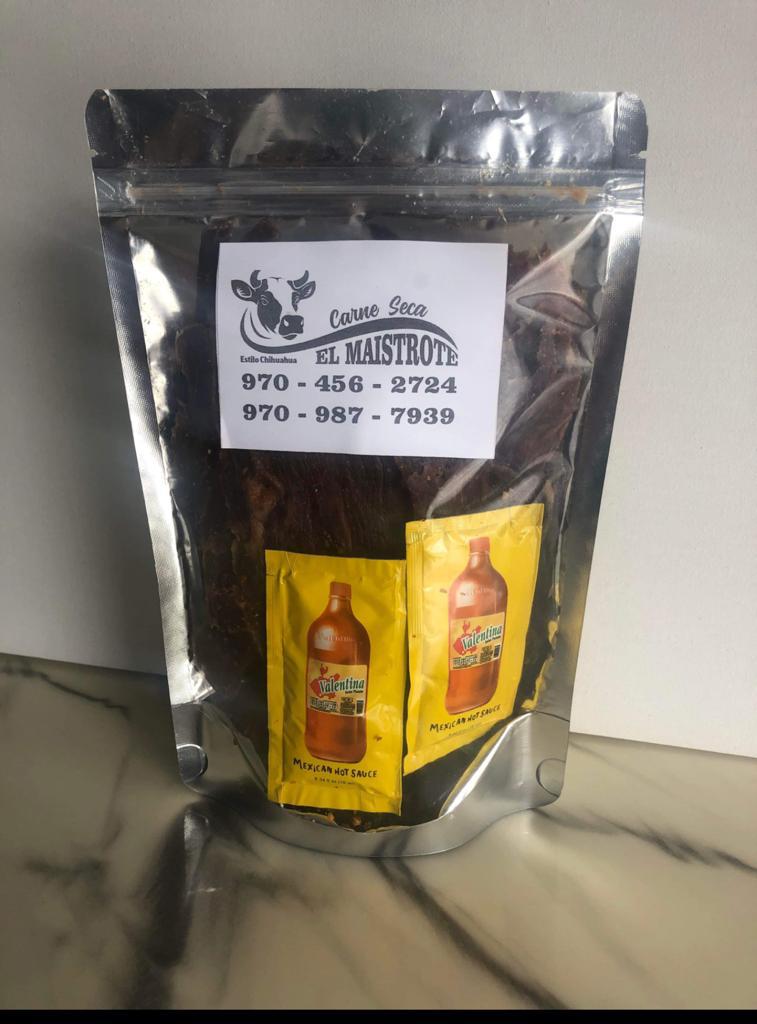 Carne Seca
Estilo Chihuahua
EL MAISTROTE
970 - 456 - 2724
970 - 987 - 7939
Valentina
MEXICAN HOT SAUCE
Valentina
MEXICAN HOT SAUCE